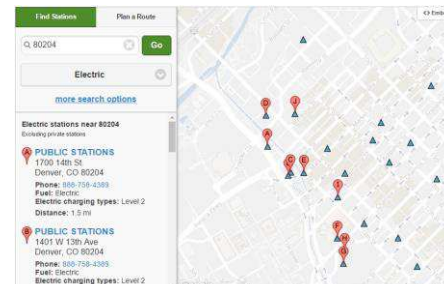 Find Stations
Plan a Route
80204
Go
Electric
more search options
Electric stations near 80204
Excluding private stations
A PUBLIC STATIONS
1700 14th St
Denver, CO 80204
Phone: 888-758-4389
Fuel: Electric
Electric charging types: Level 2
Distance: 1.5 mi
B PUBLIC STATIONS
1401 W 13th Ave
Denver, CO 80204
Phone: 888-758-4389
Fuel: Electric
Electric charging types: Level 2
D
J
A
C
E
I
F
H
G